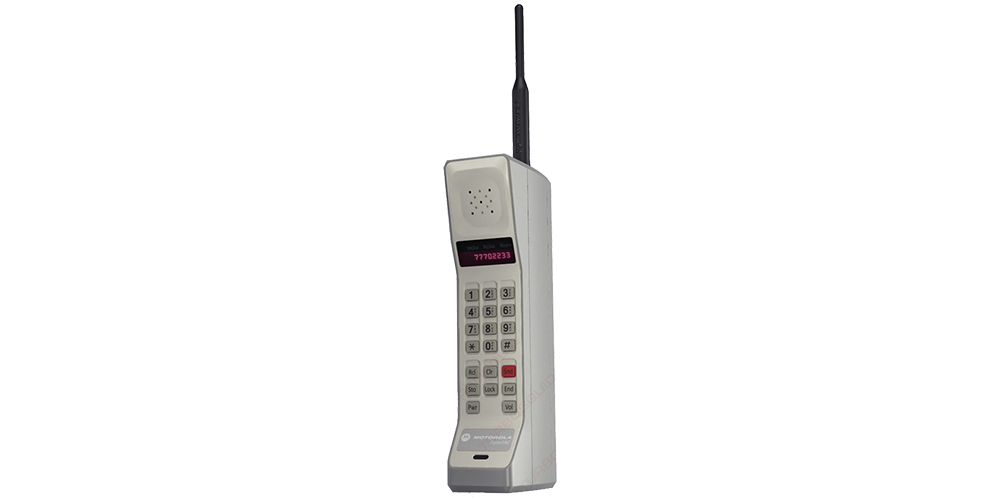 77702233
1 2 3
4 5 6
7 8 9
* 0 #
Rcl Clr Snd
Sto Lock End
Pwr Vol
MOTOROLA